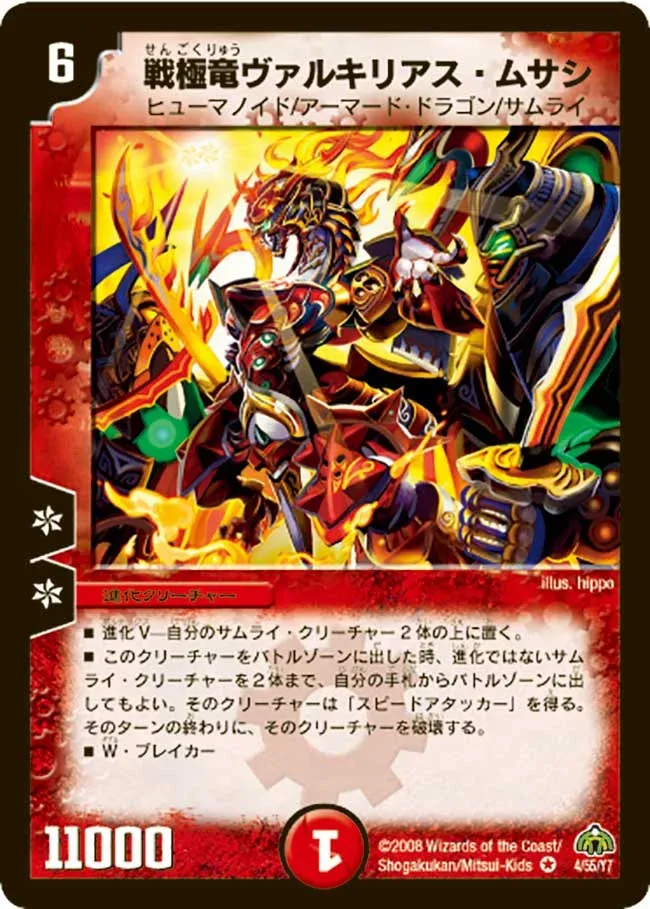 6
せんごくりゅう
戦極竜ヴァルキリアス・ムサシ
ヒューマノイド/アーマード・ドラゴン/サムライ
illus. hippo
進化クリーチャー
■ 進化V—自分のサムライ・クリーチャー2体の上に置く。
■ このクリーチャーをバトルゾーンに出した時、進化ではないサム
ライ・クリーチャーを2体まで、自分の手札からバトルゾーンに出
してもよい。そのクリーチャーは「スピードアタッカー」を得る。
そのターンの終わりに、そのクリーチャーを破壊する。
■ W・ブレイカー
11000
1
©2008 Wizards of the Coast/
Shogakukan/Mitsui-Kids
4/55/Y7